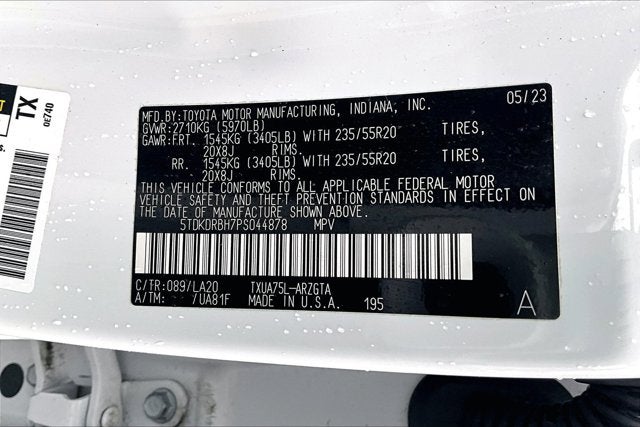 TX
0E740
MFD.BY:TOYOTA MOTOR MANUFACTURING, INDIANA, INC. 05/23
GVWR:2710KG (5970LB)
GAWR:FRT. 1545KG (3405LB) WITH 235/55R20 TIRES,
20X8J RIMS.
RR. 1545KG (3405LB) WITH 235/55R20 TIRES,
20X8J RIMS.
THIS VEHICLE CONFORMS TO ALL APPLICABLE FEDERAL MOTOR
VEHICLE SAFETY AND THEFT PREVENTION STANDARDS IN EFFECT ON
THE DATE OF MANUFACTURE SHOWN ABOVE.
5TDKDRBH7PS044878 MPV
C/TR:089/LA20 TXUA75L-ARZGTA
A/TM: /UA81F MADE IN U.S.A. 195 A